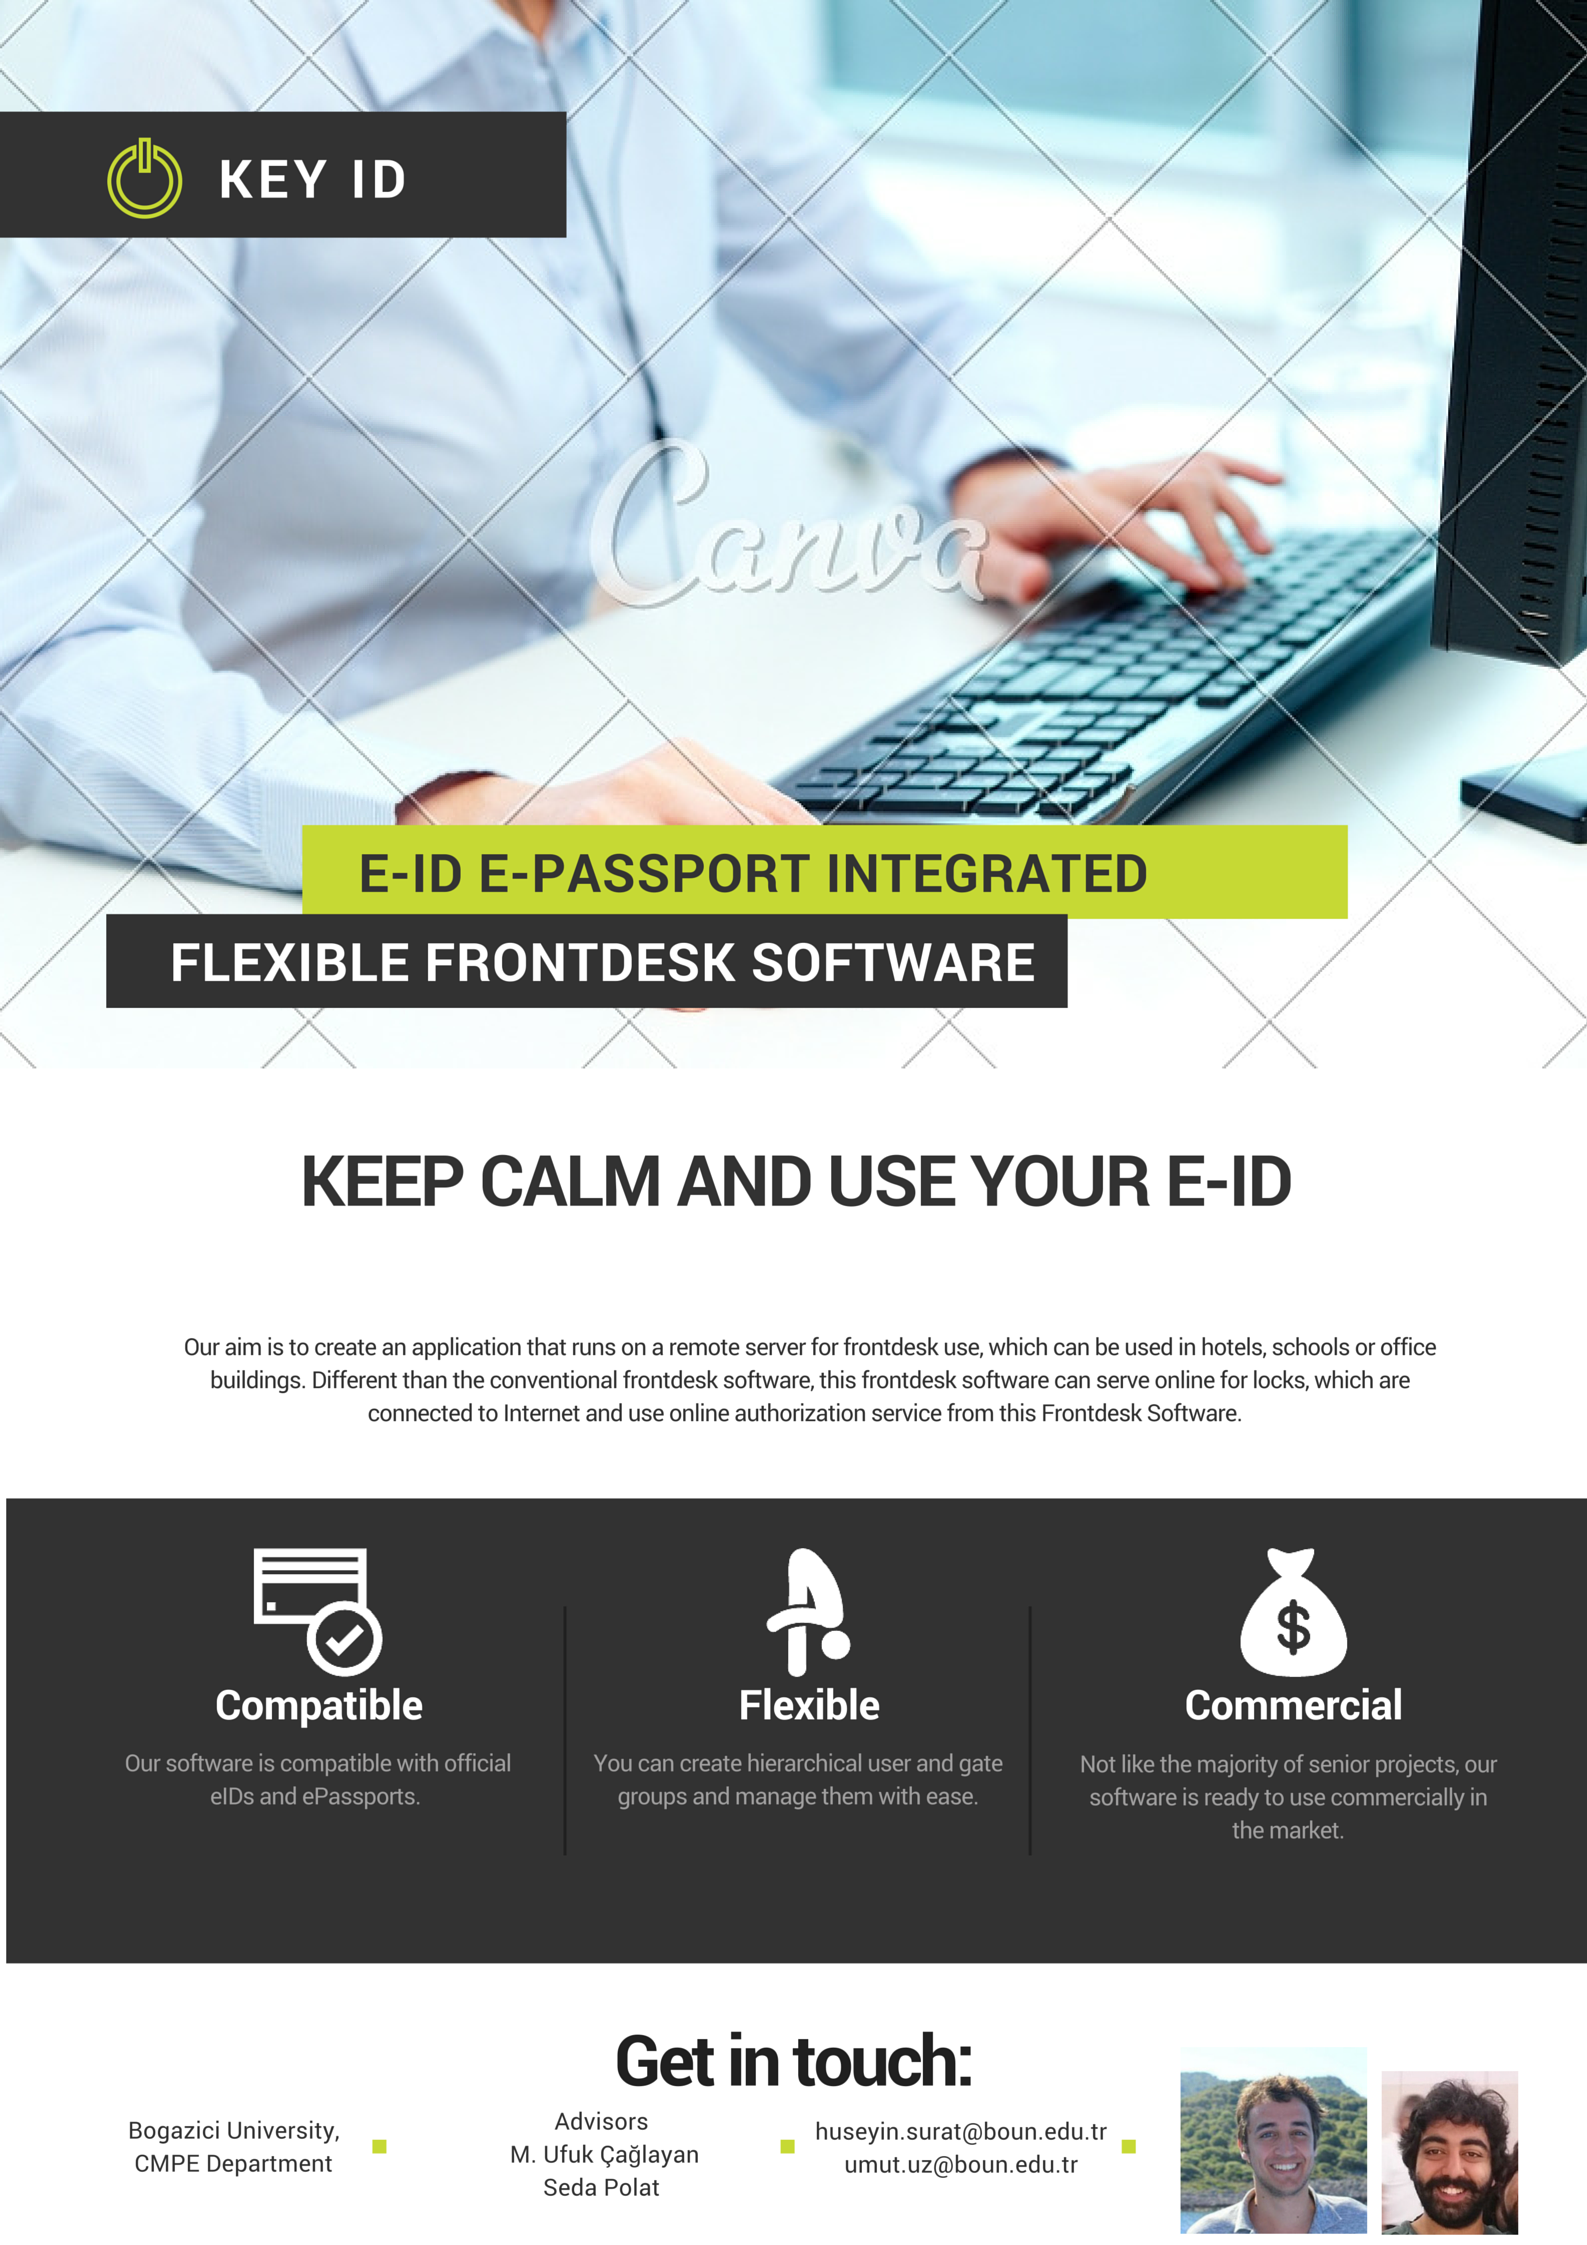 KEY ID
Canva
E-ID E-PASSPORT INTEGRATED
FLEXIBLE FRONTDESK SOFTWARE
KEEP CALM AND USE YOUR E-ID
Our aim is to create an application that runs on a remote server for frontdesk use, which can be used in hotels, schools or office
buildings. Different than the conventional frontdesk software, this frontdesk software can serve online for locks, which are
connected to Internet and use online authorization service from this Frontdesk Software.
$
Compatible
Our software is compatible with official
eIDs and ePassports.
Flexible
You can create hierarchical user and gate
groups and manage them with ease.
Commercial
Not like the majority of senior projects, our
software is ready to use commercially in
the market.
Get in touch:
Bogazici University,
CMPE Department
Advisors
M. Ufuk Çağlayan
Seda Polat
huseyin.surat@boun.edu.tr
umut.uz@boun.edu.tr